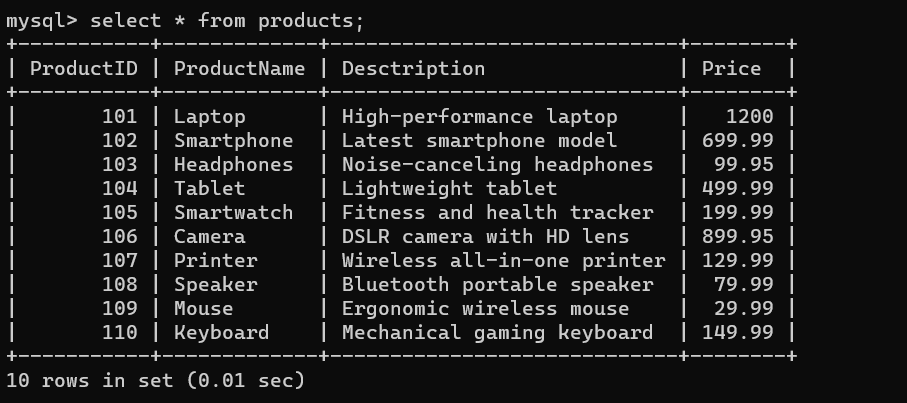 mysql> select * from products;
+-----------+-------------+-----------------------------+--------+
| ProductID | ProductName | Desctription                | Price  |
+-----------+-------------+-----------------------------+--------+
|       101 | Laptop      | High-performance laptop     |   1200 |
|       102 | Smartphone  | Latest smartphone model     | 699.99 |
|       103 | Headphones  | Noise-canceling headphones  |  99.95 |
|       104 | Tablet      | Lightweight tablet          | 499.99 |
|       105 | Smartwatch  | Fitness and health tracker  | 199.99 |
|       106 | Camera      | DSLR camera with HD lens    | 899.95 |
|       107 | Printer     | Wireless all-in-one printer | 129.99 |
|       108 | Speaker     | Bluetooth portable speaker  |  79.99 |
|       109 | Mouse       | Ergonomic wireless mouse    |  29.99 |
|       110 | Keyboard    | Mechanical gaming keyboard  | 149.99 |
+-----------+-------------+-----------------------------+--------+
10 rows in set (0.01 sec)